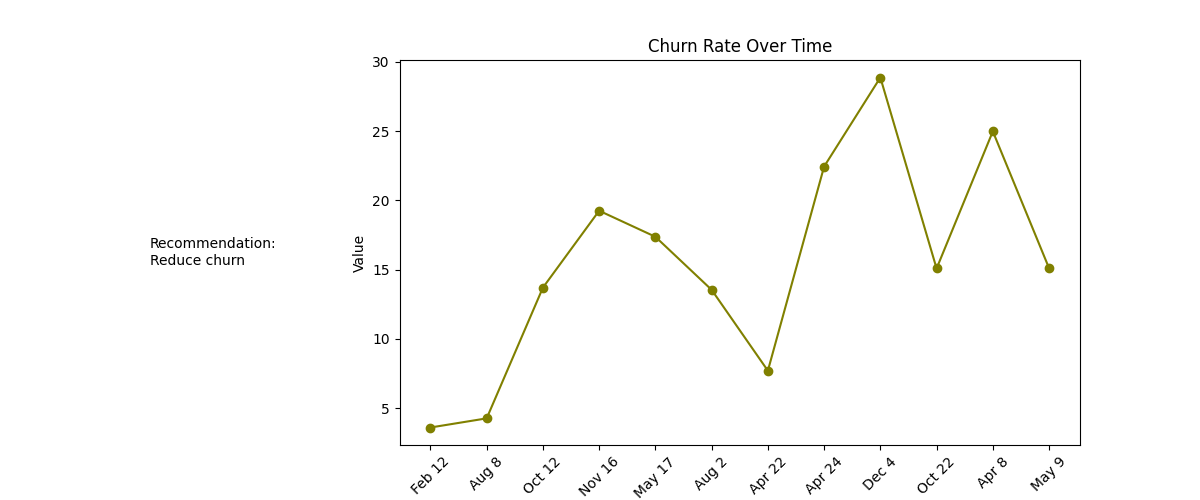 Churn Rate Over Time
Recommendation:
Reduce churn
Value
30
25
20
15
10
5
Feb 12
Aug 8
Oct 12
Nov 16
May 17
Aug 2
Apr 22
Apr 24
Dec 4
Oct 22
Apr 8
May 9